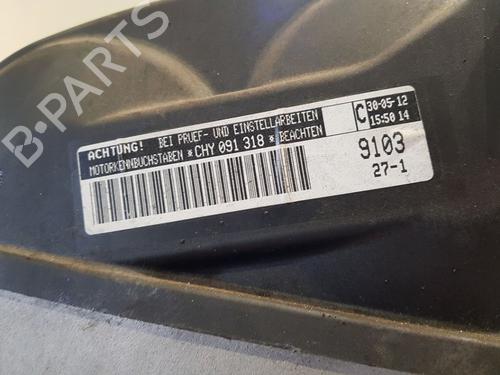 ACHTUNG! BEI PRUEF- UND EINSTELLARBEITEN
MOTORKENNBUCHSTABEN *CHY 091 318* BEACHTEN
C 30-05-12
15:50 14
9103
27-1
B-PARTS